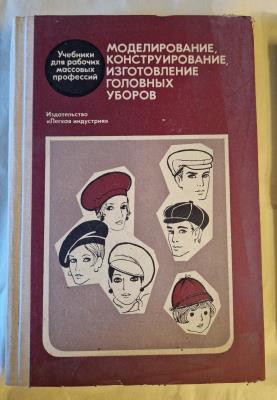 Учебники
для рабочих
массовых
профессий
МОДЕЛИРОВАНИЕ,
КОНСТРУИРОВАНИЕ,
ИЗГОТОВЛЕНИЕ
ГОЛОВНЫХ
УБОРОВ
Издательство
«Легкая индустрия»